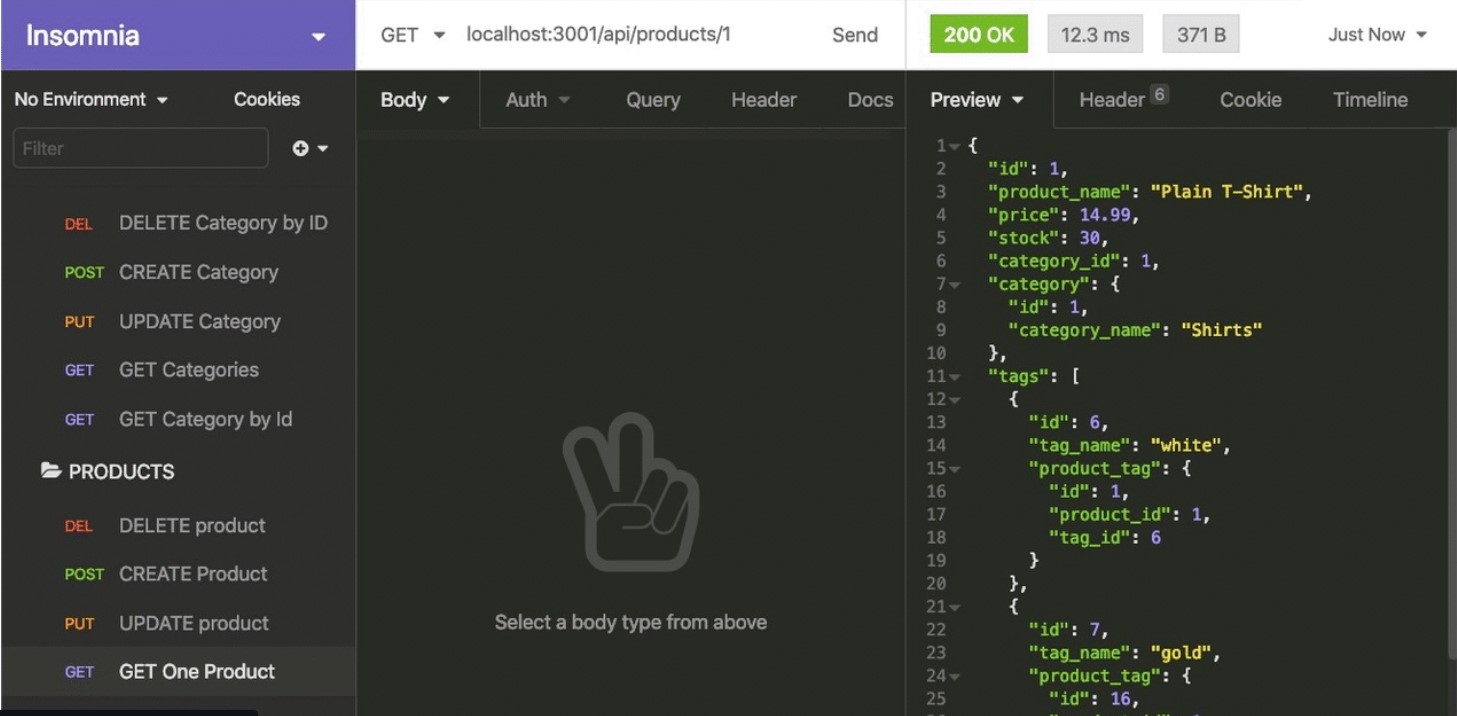 Insomnia
GET localhost:3001/api/products/1 Send
200 OK 12.3 ms 371 B Just Now
No Environment Cookies
Filter
DEL DELETE Category by ID
POST CREATE Category
PUT UPDATE Category
GET GET Categories
GET GET Category by Id
PRODUCTS
DEL DELETE product
POST CREATE Product
PUT UPDATE product
GET GET One Product
Body Auth Query Header Docs
Select a body type from above
Preview Header 6 Cookie Timeline
1 {
2 "id": 1,
3 "product_name": "Plain T-Shirt",
4 "price": 14.99,
5 "stock": 30,
6 "category_id": 1,
7 "category": {
8 "id": 1,
9 "category_name": "Shirts"
10 },
11 "tags": [
12 {
13 "id": 6,
14 "tag_name": "white",
15 "product_tag": {
16 "id": 1,
17 "product_id": 1,
18 "tag_id": 6
19 }
20 },
21 {
22 "id": 7,
23 "tag_name": "gold",
24 "product_tag": {
25 "id": 16,